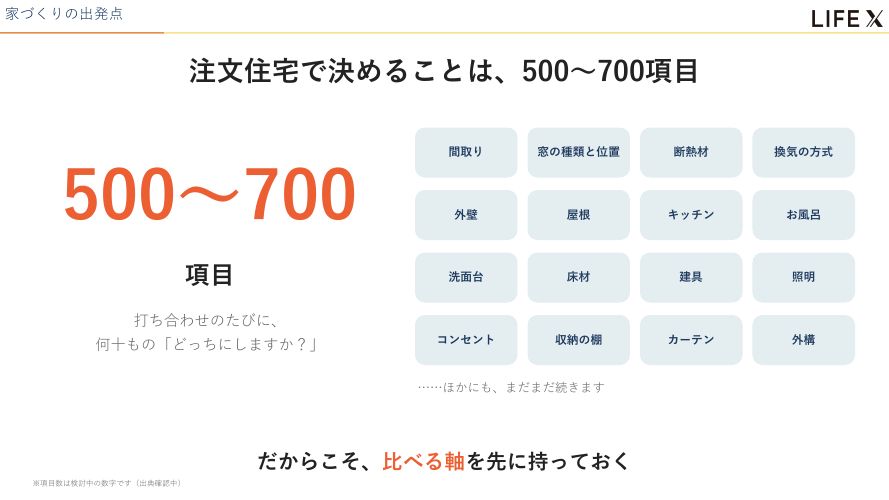 家づくりの出発点
LIFE X
注文住宅で決めることは、500〜700項目
500〜700
項目
打ち合わせのたびに、
何十もの「どっちにしますか？」
間取り
窓の種類と位置
断熱材
換気の方式
外壁
屋根
キッチン
お風呂
洗面台
床材
建具
照明
コンセント
収納の棚
カーテン
外構
……ほかにも、まだまだ続きます
だからこそ、比べる軸を先に持っておく
※項目数は検討中の数字です（出典確認中）